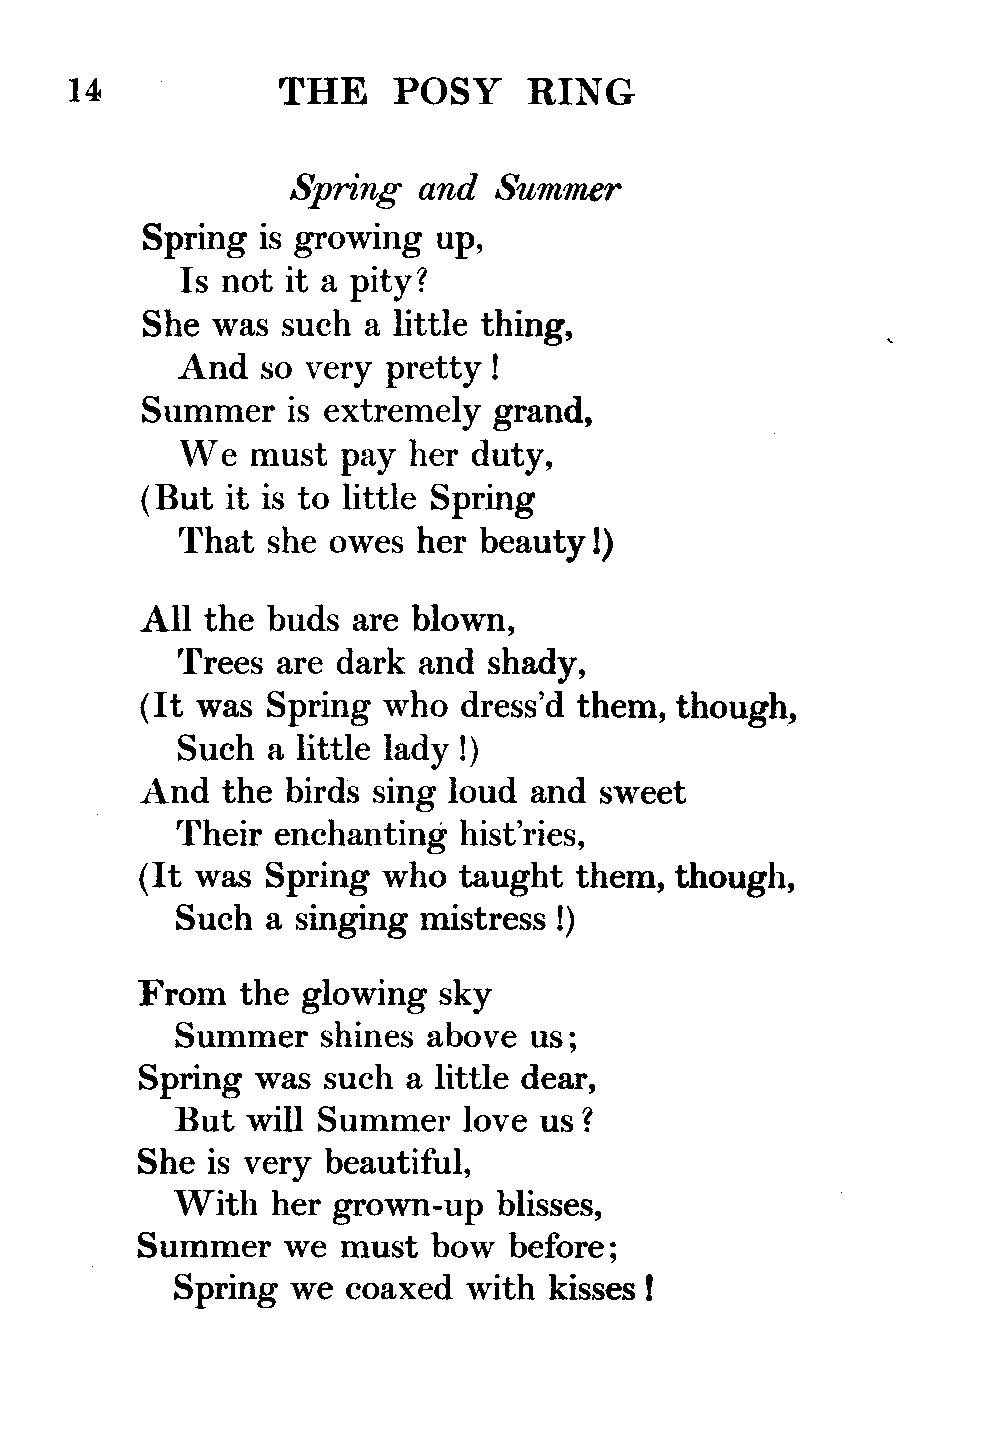 14 THE POSY RING
Spring and Summer
Spring is growing up,
Is not it a pity?
She was such a little thing,
And so very pretty!
Summer is extremely grand,
We must pay her duty,
(But it is to little Spring
That she owes her beauty!)
All the buds are blown,
Trees are dark and shady,
(It was Spring who dress'd them, though,
Such a little lady!)
And the birds sing loud and sweet
Their enchanting hist'ries,
(It was Spring who taught them, though,
Such a singing mistress!)
From the glowing sky
Summer shines above us;
Spring was such a little dear,
But will Summer love us?
She is very beautiful,
With her grown-up blisses,
Summer we must bow before;
Spring we coaxed with kisses!